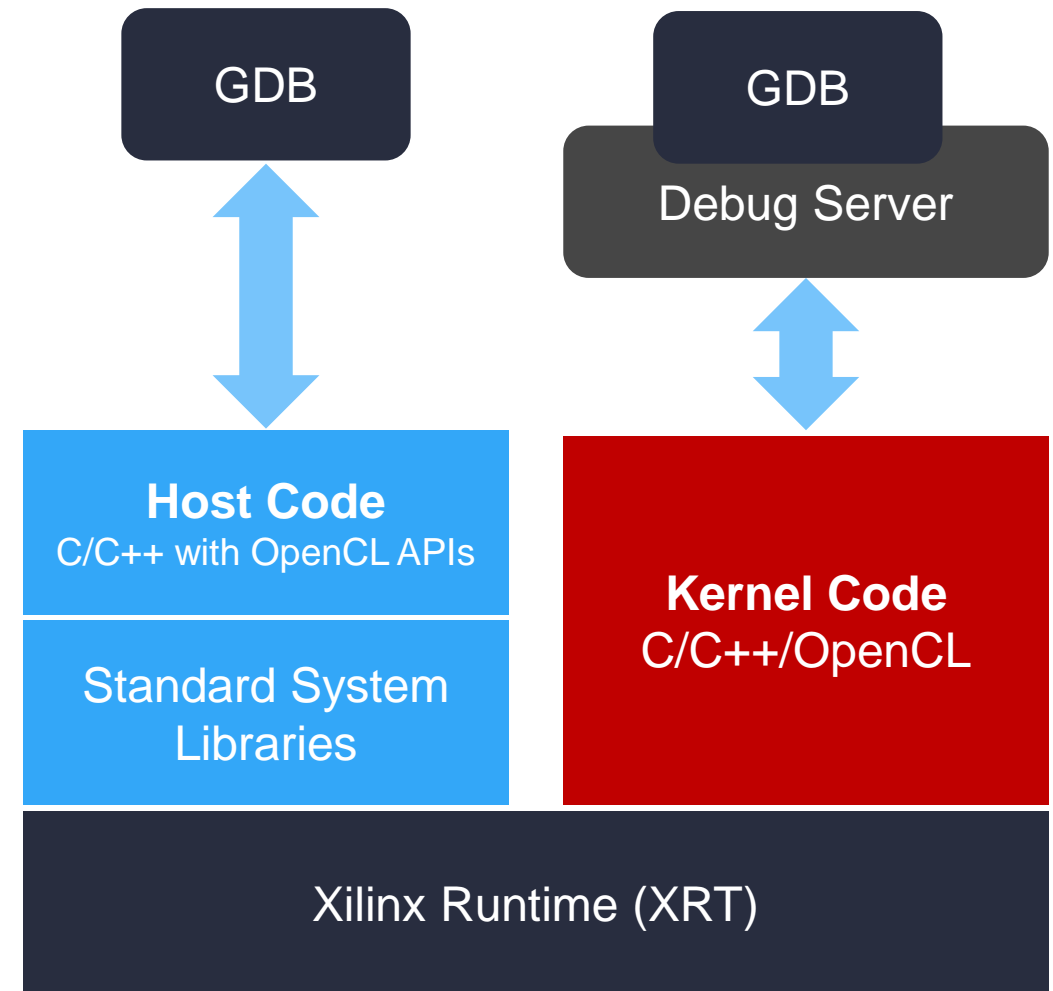 GDB
GDB
Debug Server
Host Code
C/C++ with OpenCL APIs
Standard System
Libraries
Kernel Code
C/C++/OpenCL
Xilinx Runtime (XRT)